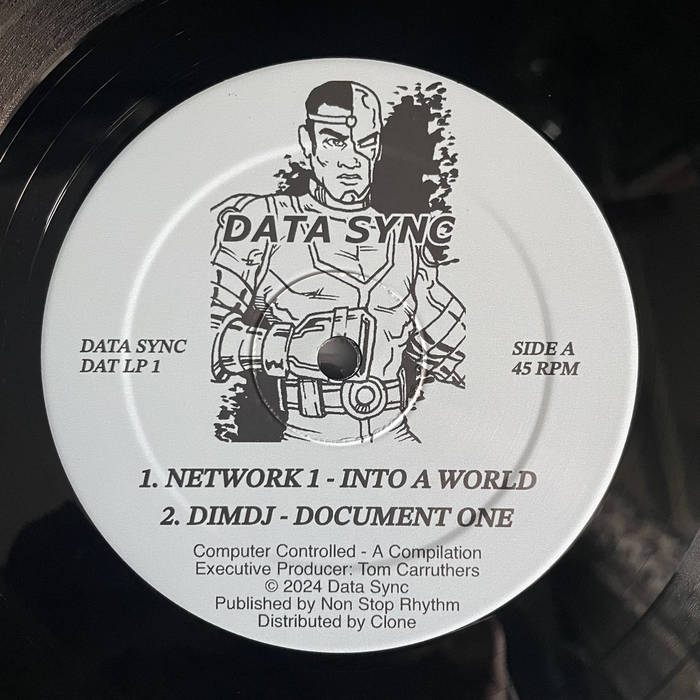 DATA SYNC
DATA SYNC
DAT LP 1
SIDE A
45 RPM
1. NETWORK 1 - INTO A WORLD
2. DIMDJ - DOCUMENT ONE
Computer Controlled - A Compilation
Executive Producer: Tom Carruthers
© 2024 Data Sync
Published by Non Stop Rhythm
Distributed by Clone